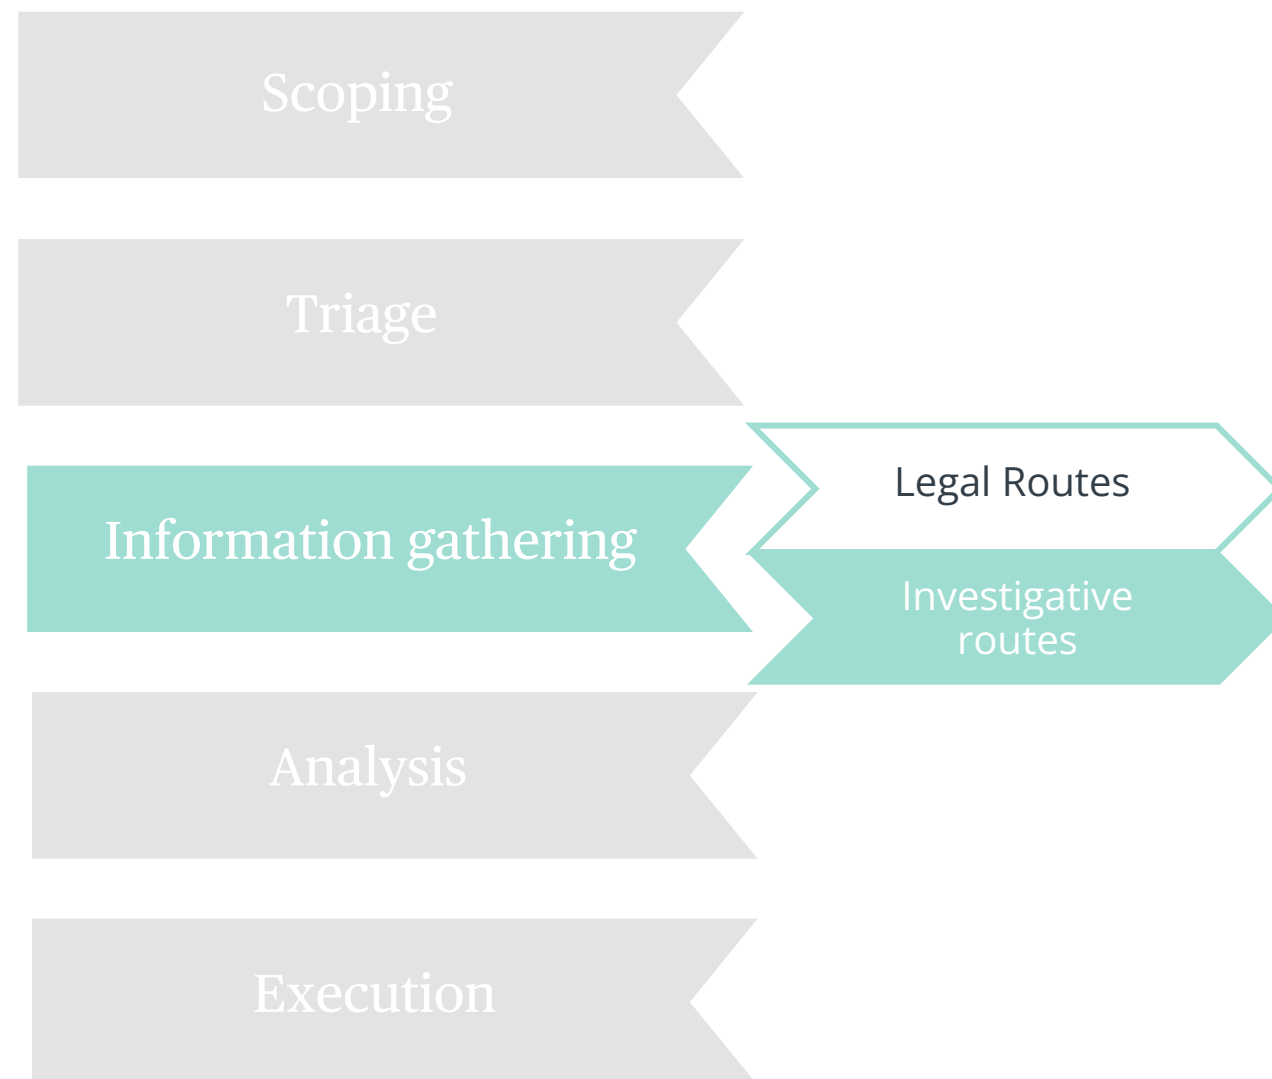 Scoping
Triage
Legal Routes
Information gathering
Investigative
routes
Analysis
Execution